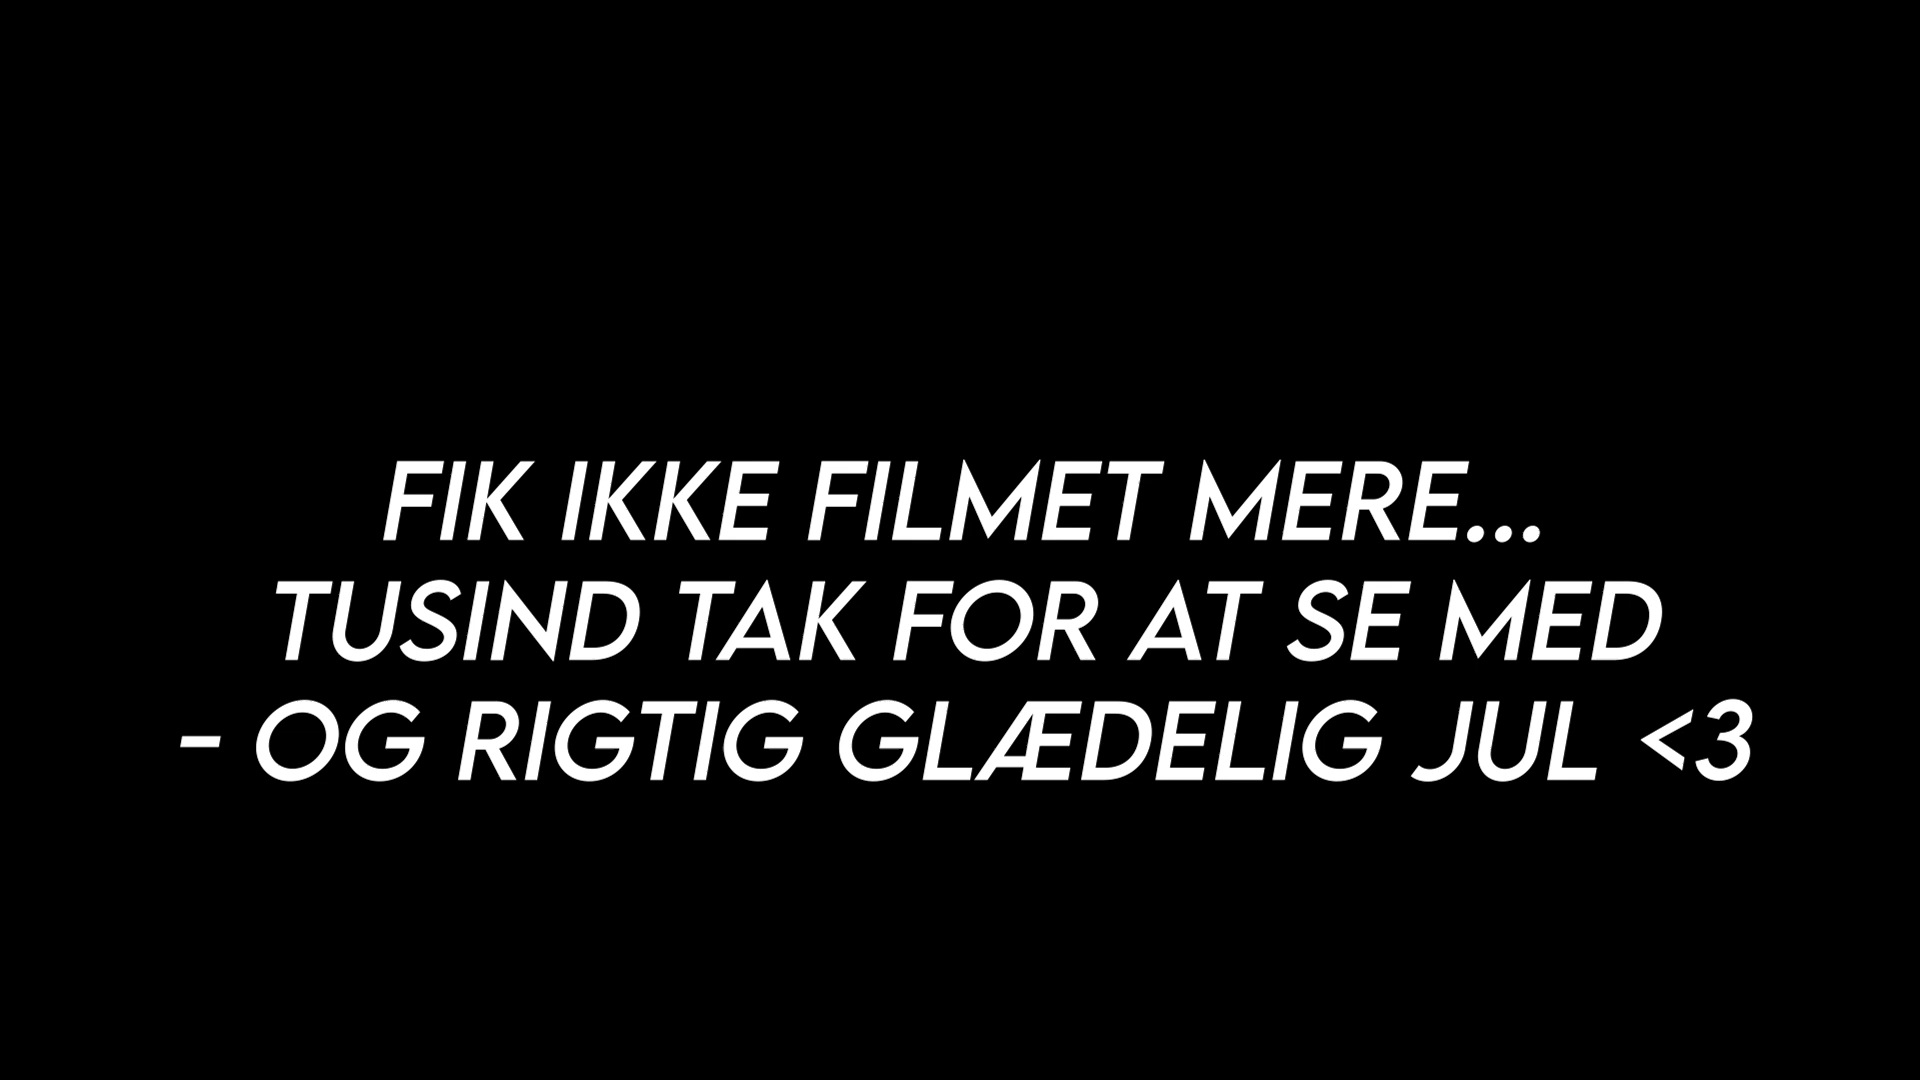 FIK IKKE FILMET MERE...
TUSIND TAK FOR AT SE MED
- OG RIGTIG GLÆDELIG JUL <3